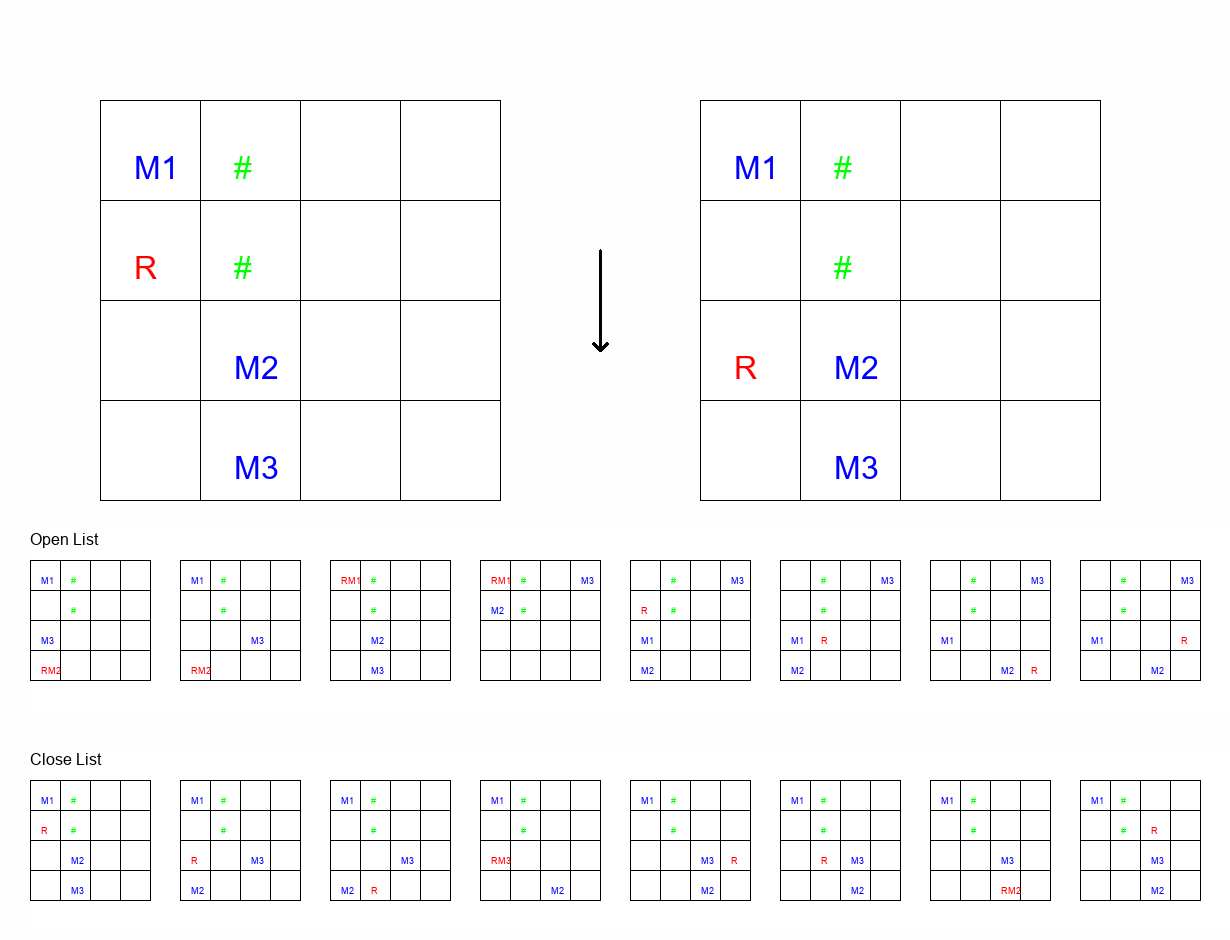 M1 # M1 #
R # #
M2 R M2
M3 M3
Open List
M1 # M1 # RM1 # RM1 # M3 # M3 # M3 # M3 # M3
# # # M2 # R # # # #
M3 M3 M2 M1 M1 R M1 M1 R
RM2 RM2 M3 M2 M2 M2 R M2
Close List
M1 # M1 # M1 # M1 # M1 # M1 # M1 # M1 #
R # # # # # # # # R
M2 R M3 M3 RM3 M3 R R M3 M3 M3
M3 M2 M2 R M2 M2 M2 RM2 M2